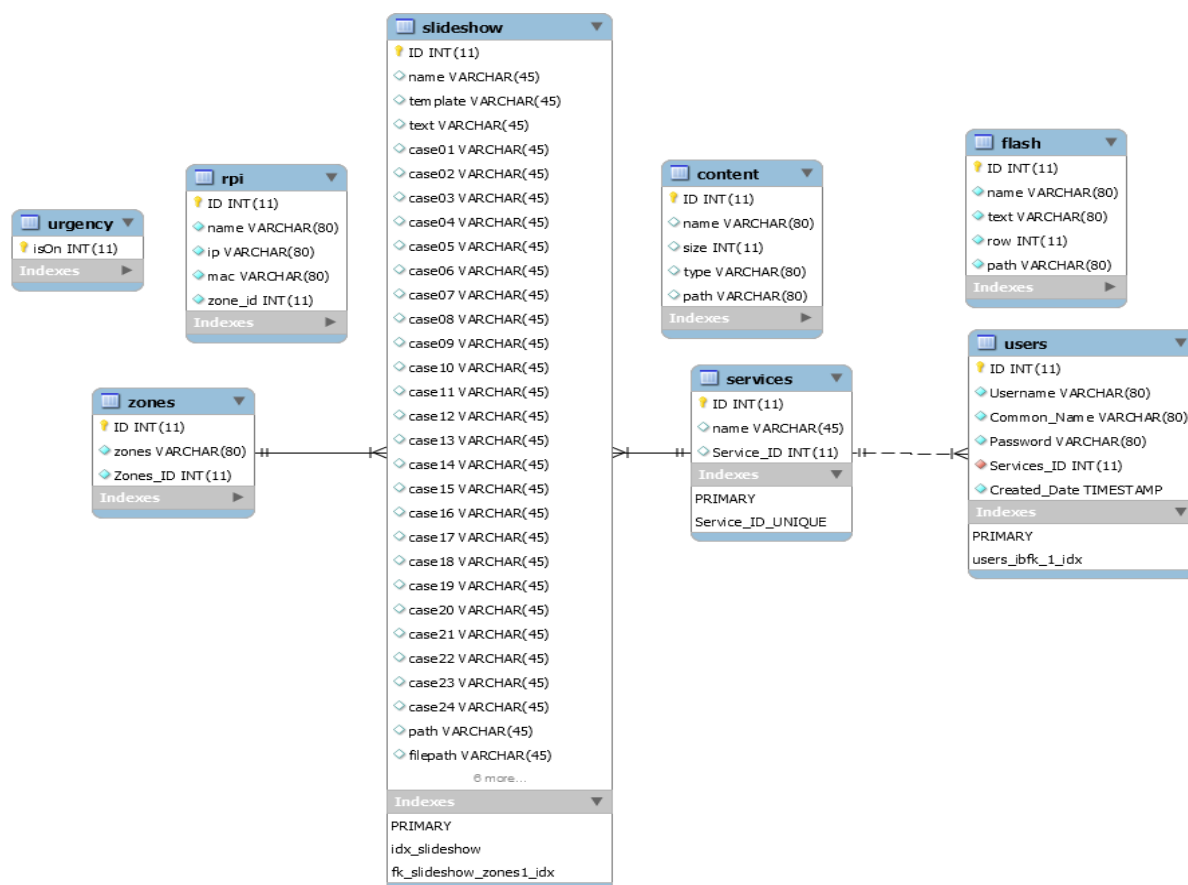 urgency
isOn INT(11)
Indexes
rpi
ID INT(11)
name VARCHAR(80)
ip VARCHAR(80)
mac VARCHAR(80)
zone_id INT(11)
Indexes
zones
ID INT(11)
zones VARCHAR(80)
Zones_ID INT(11)
Indexes
slideshow
ID INT(11)
name VARCHAR(45)
template VARCHAR(45)
text VARCHAR(45)
case01 VARCHAR(45)
case02 VARCHAR(45)
case03 VARCHAR(45)
case04 VARCHAR(45)
case05 VARCHAR(45)
case06 VARCHAR(45)
case07 VARCHAR(45)
case08 VARCHAR(45)
case09 VARCHAR(45)
case10 VARCHAR(45)
case11 VARCHAR(45)
case12 VARCHAR(45)
case13 VARCHAR(45)
case14 VARCHAR(45)
case15 VARCHAR(45)
case16 VARCHAR(45)
case17 VARCHAR(45)
case18 VARCHAR(45)
case19 VARCHAR(45)
case20 VARCHAR(45)
case21 VARCHAR(45)
case22 VARCHAR(45)
case23 VARCHAR(45)
case24 VARCHAR(45)
path VARCHAR(45)
filepath VARCHAR(45)
6 more...
Indexes
PRIMARY
idx_slideshow
fk_slideshow_zones1_idx
content
ID INT(11)
name VARCHAR(80)
size INT(11)
type VARCHAR(80)
path VARCHAR(80)
Indexes
services
ID INT(11)
name VARCHAR(45)
Service_ID INT(11)
Indexes
PRIMARY
Service_ID_UNIQUE
flash
ID INT(11)
name VARCHAR(80)
text VARCHAR(80)
row INT(11)
path VARCHAR(80)
Indexes
users
ID INT(11)
Username VARCHAR(80)
Common_Name VARCHAR(80)
Password VARCHAR(80)
Services_ID INT(11)
Created_Date TIMESTAMP
Indexes
PRIMARY
users_ibfk_1_idx